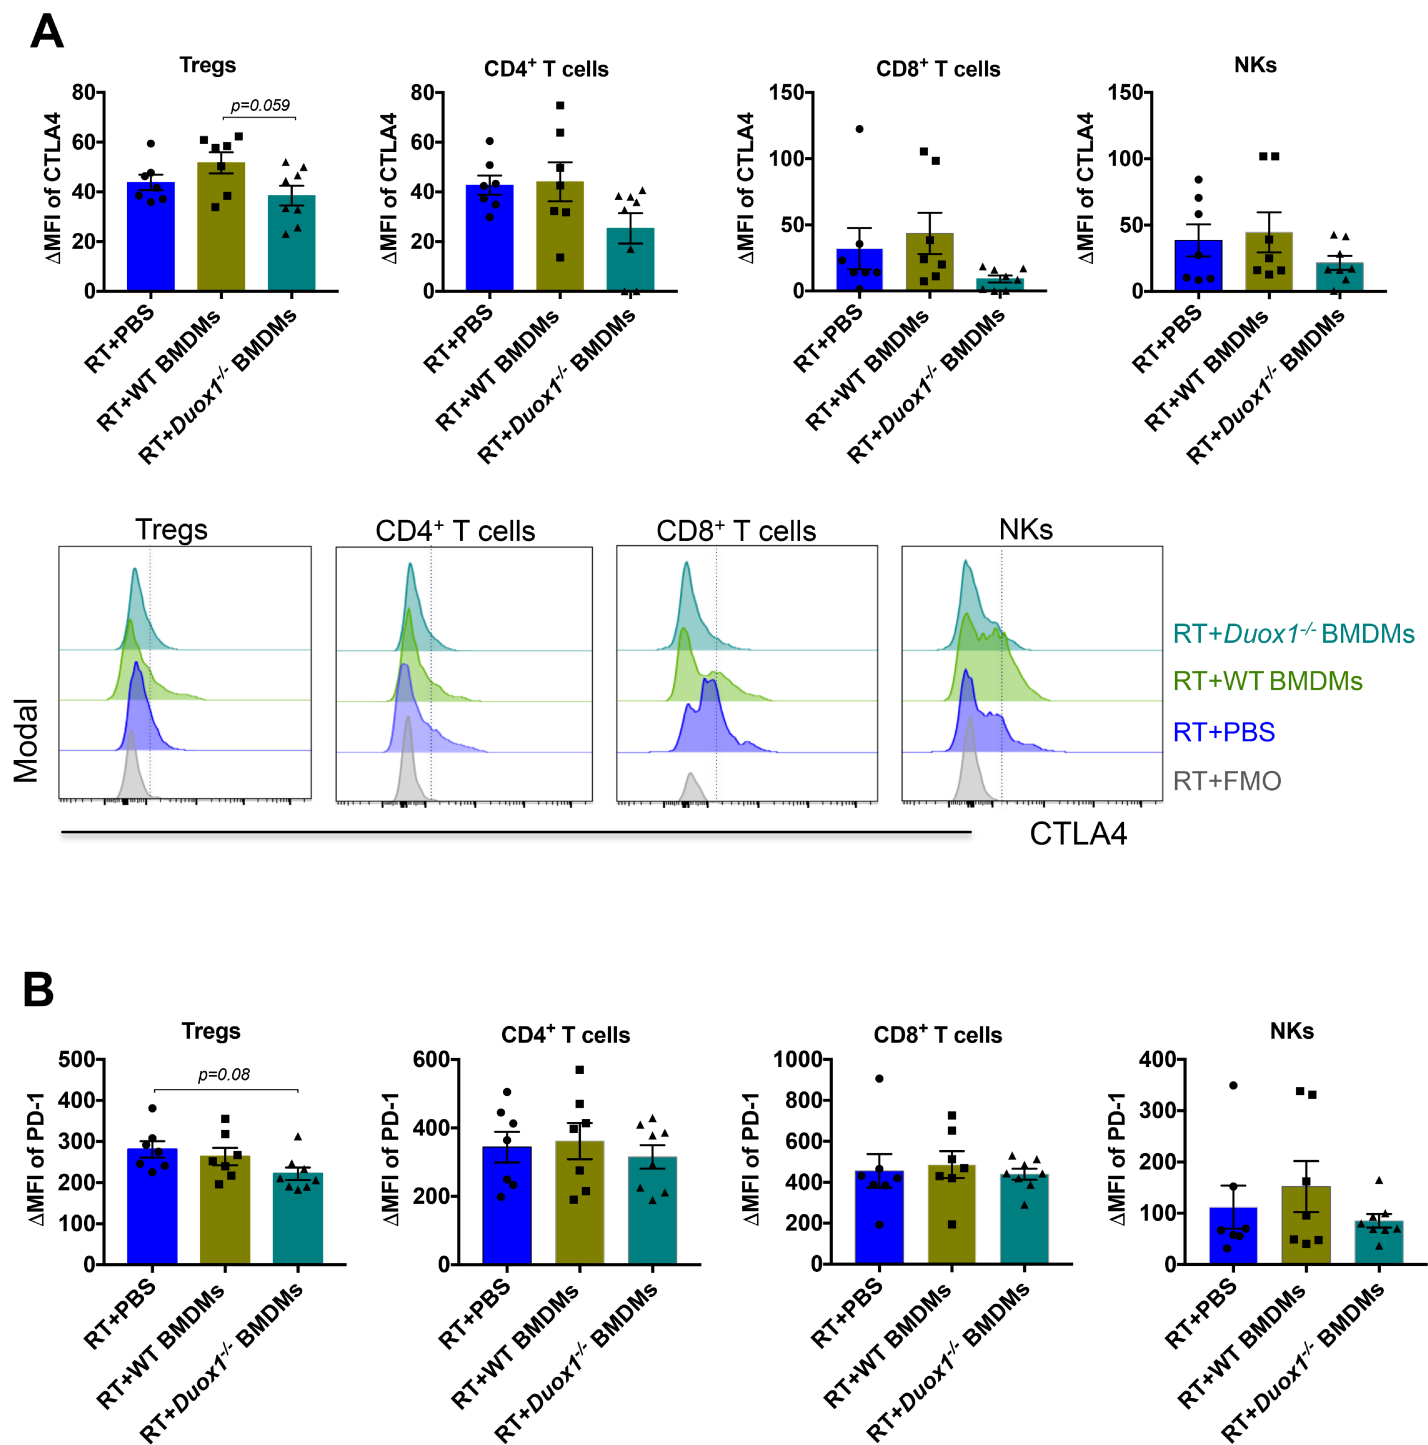 A
Tregs
CD4+ T cells
CD8+ T cells
NKs
ΔMFI of CTLA4
80
60
40
20
0
p=0.059
RT+PBS
RT+WT BMDMs
RT+Duox1-/- BMDMs
ΔMFI of CTLA4
80
60
40
20
0
RT+PBS
RT+WT BMDMs
RT+Duox1-/- BMDMs
ΔMFI of CTLA4
150
100
50
0
RT+PBS
RT+WT BMDMs
RT+Duox1-/- BMDMs
ΔMFI of CTLA4
150
100
50
0
RT+PBS
RT+WT BMDMs
RT+Duox1-/- BMDMs
Tregs
CD4+ T cells
CD8+ T cells
NKs
Modal
RT+Duox1-/- BMDMs
RT+WT BMDMs
RT+PBS
RT+FMO
CTLA4
B
Tregs
CD4+ T cells
CD8+ T cells
NKs
ΔMFI of PD-1
500
400
300
200
100
0
p=0.08
RT+PBS
RT+WT BMDMs
RT+Duox1-/- BMDMs
ΔMFI of PD-1
600
400
200
0
RT+PBS
RT+WT BMDMs
RT+Duox1-/- BMDMs
ΔMFI of PD-1
1000
800
600
400
200
0
RT+PBS
RT+WT BMDMs
RT+Duox1-/- BMDMs
ΔMFI of PD-1
400
300
200
100
0
RT+PBS
RT+WT BMDMs
RT+Duox1-/- BMDMs